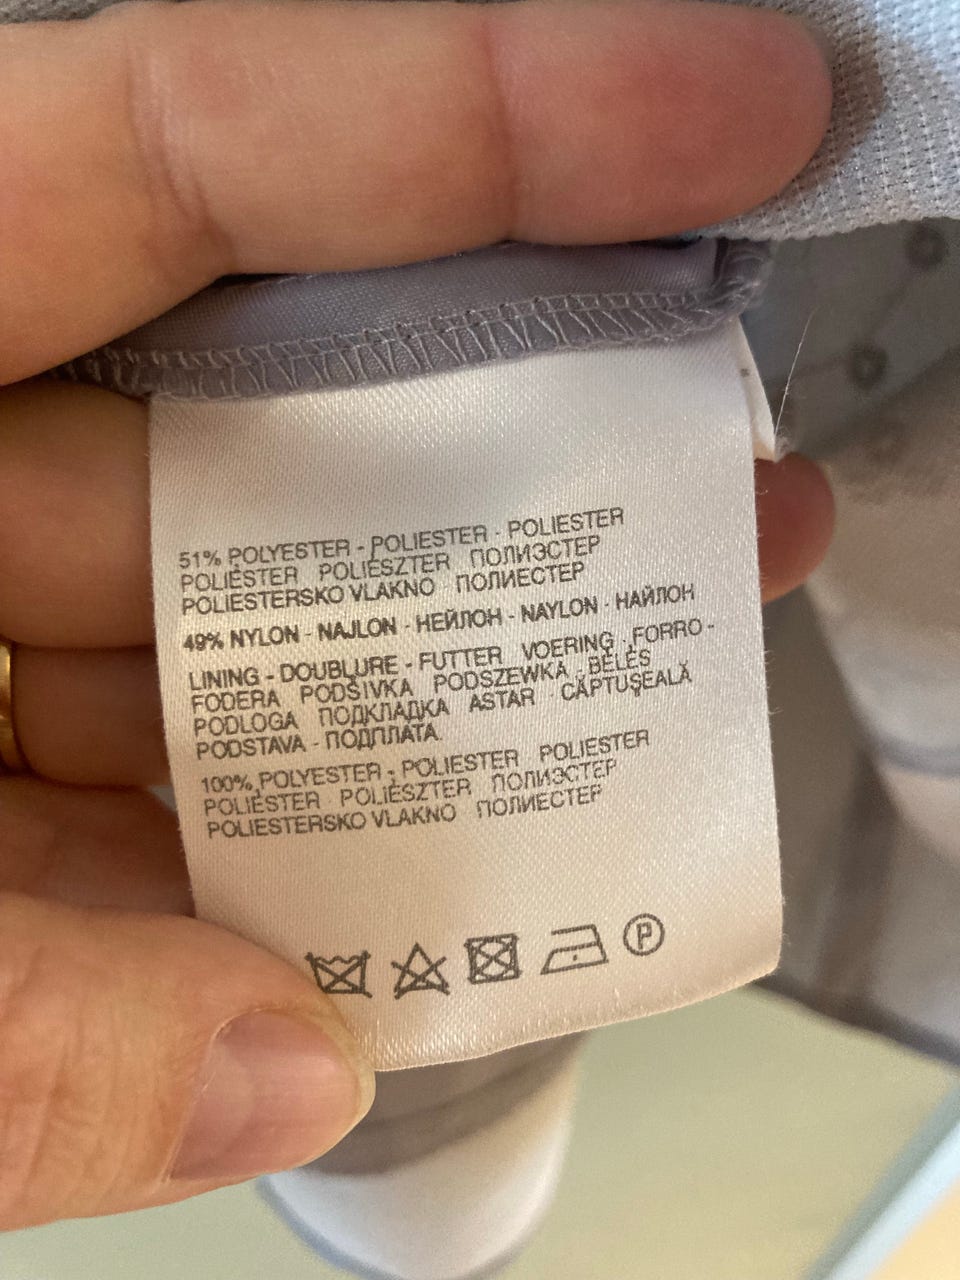 51% POLYESTER - POLIESTER - POLIESTER
POLIÉSTER POLIÉSZTER ПОЛИЭСТЕР
POLIESTERSKO VLAKNO ПОЛИЕСТЕР
49% NYLON - NAJLON - НЕЙЛОН - NAYLON - НАЙЛОН
LINING - DOUBLURE - FUTTER VOERING - FORRO -
FODERA PODŠIVKA PODSZEWKA - BÉLÉS
PODLOGA ПОДКЛАДКА ASTAR CĂPTUŞEALĂ
PODSTAVA - ПОДПЛАТА
100% POLYESTER - POLIESTER POLIESTER
POLIÉSTER POLIÉSZTER ПОЛИЭСТЕР
POLIESTERSKO VLAKNO ПОЛИЕСТЕР
P